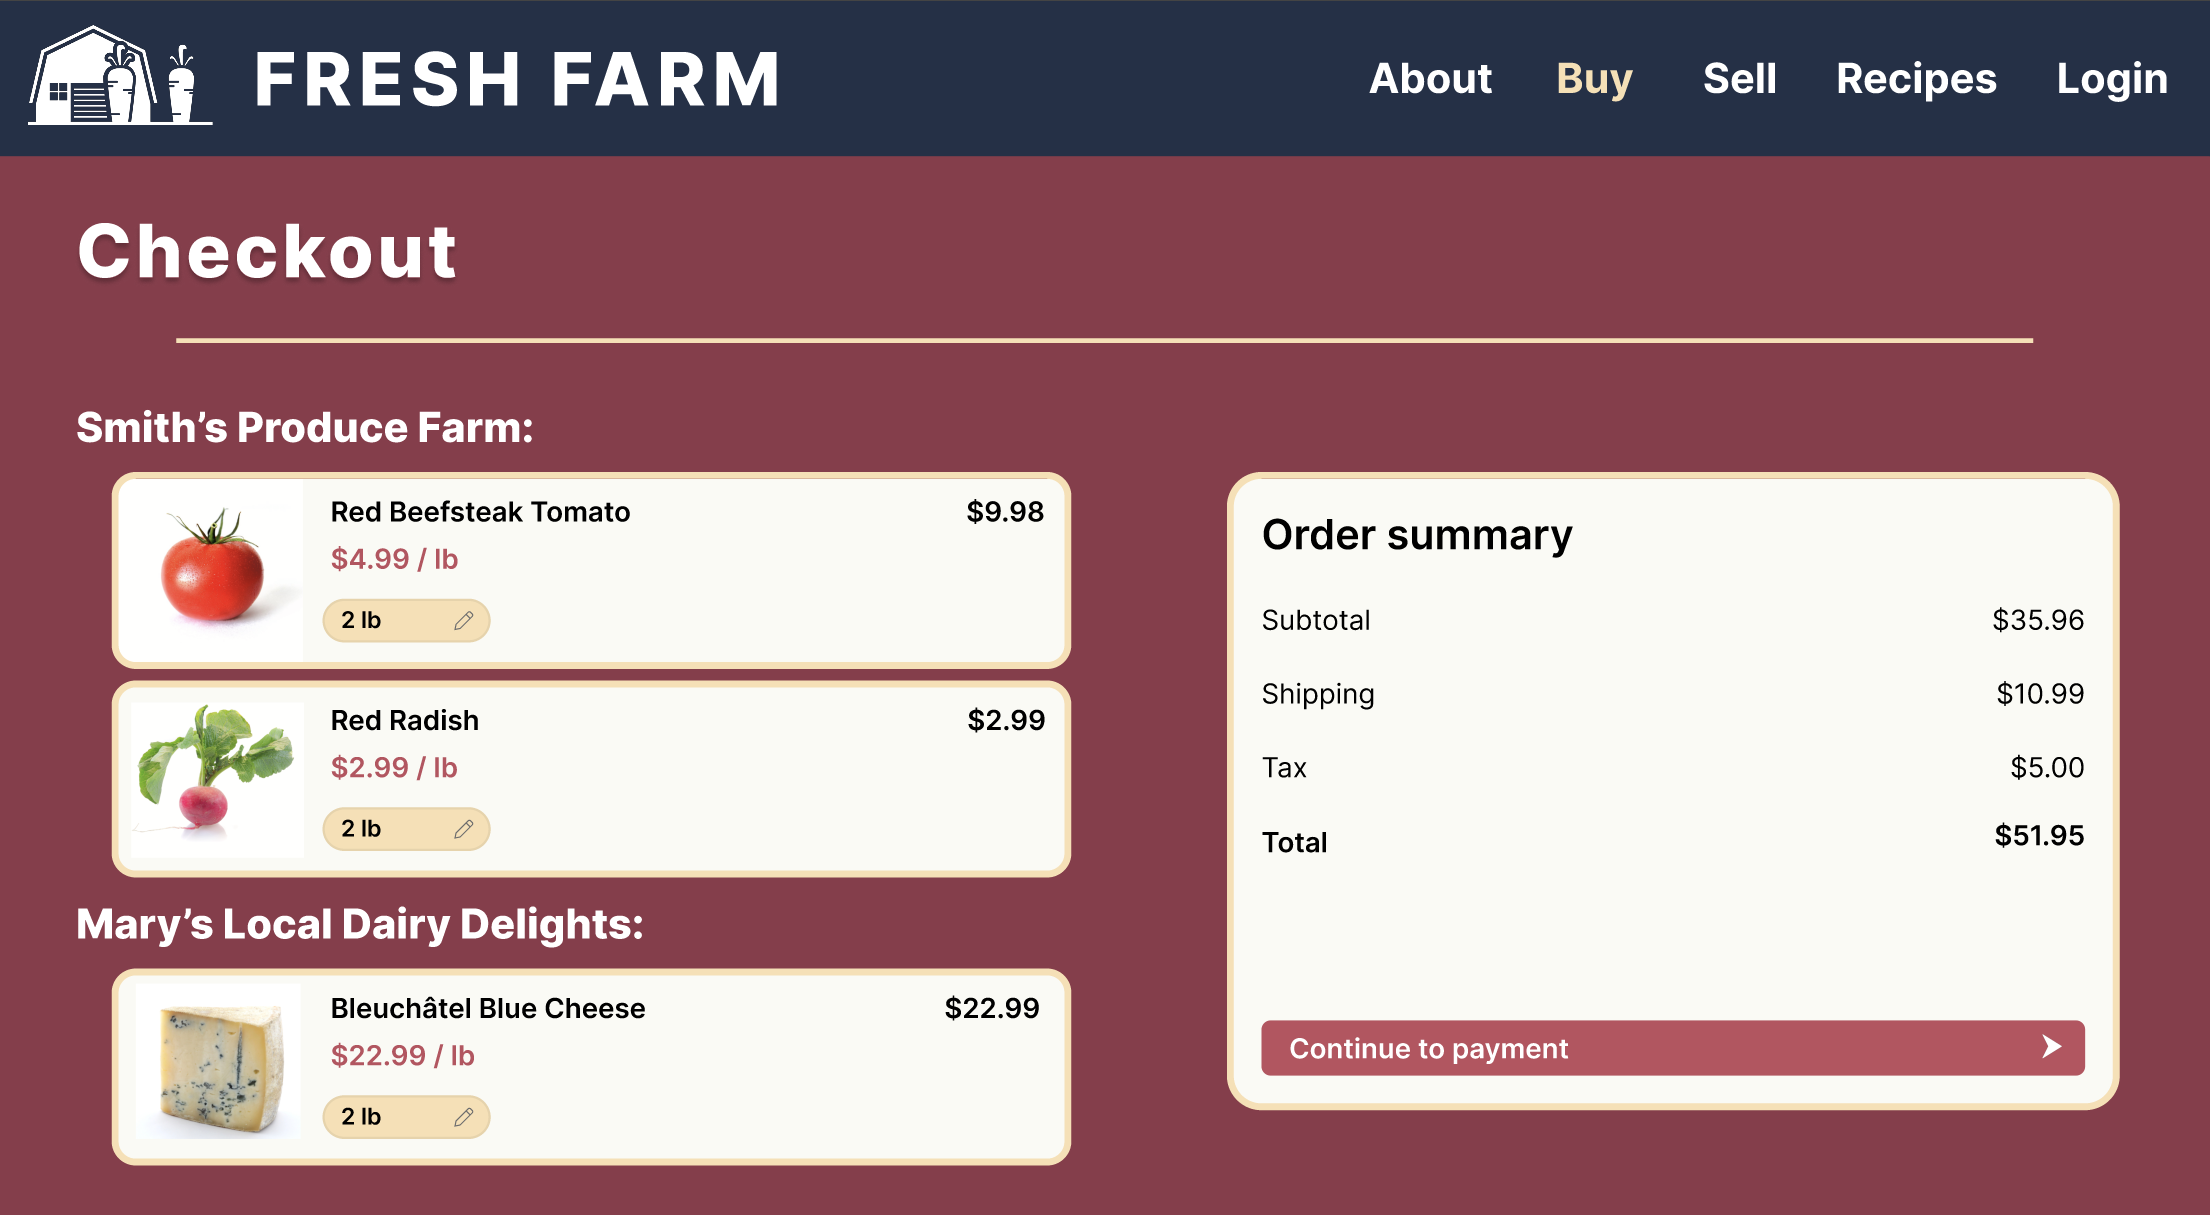 FRESH FARM
About Buy Sell Recipes Login
Checkout
Smith’s Produce Farm:
Red Beefsteak Tomato $9.98
$4.99 / lb
2 lb
Red Radish $2.99
$2.99 / lb
2 lb
Mary’s Local Dairy Delights:
Bleuchâtel Blue Cheese $22.99
$22.99 / lb
2 lb
Order summary
Subtotal $35.96
Shipping $10.99
Tax $5.00
Total $51.95
Continue to payment